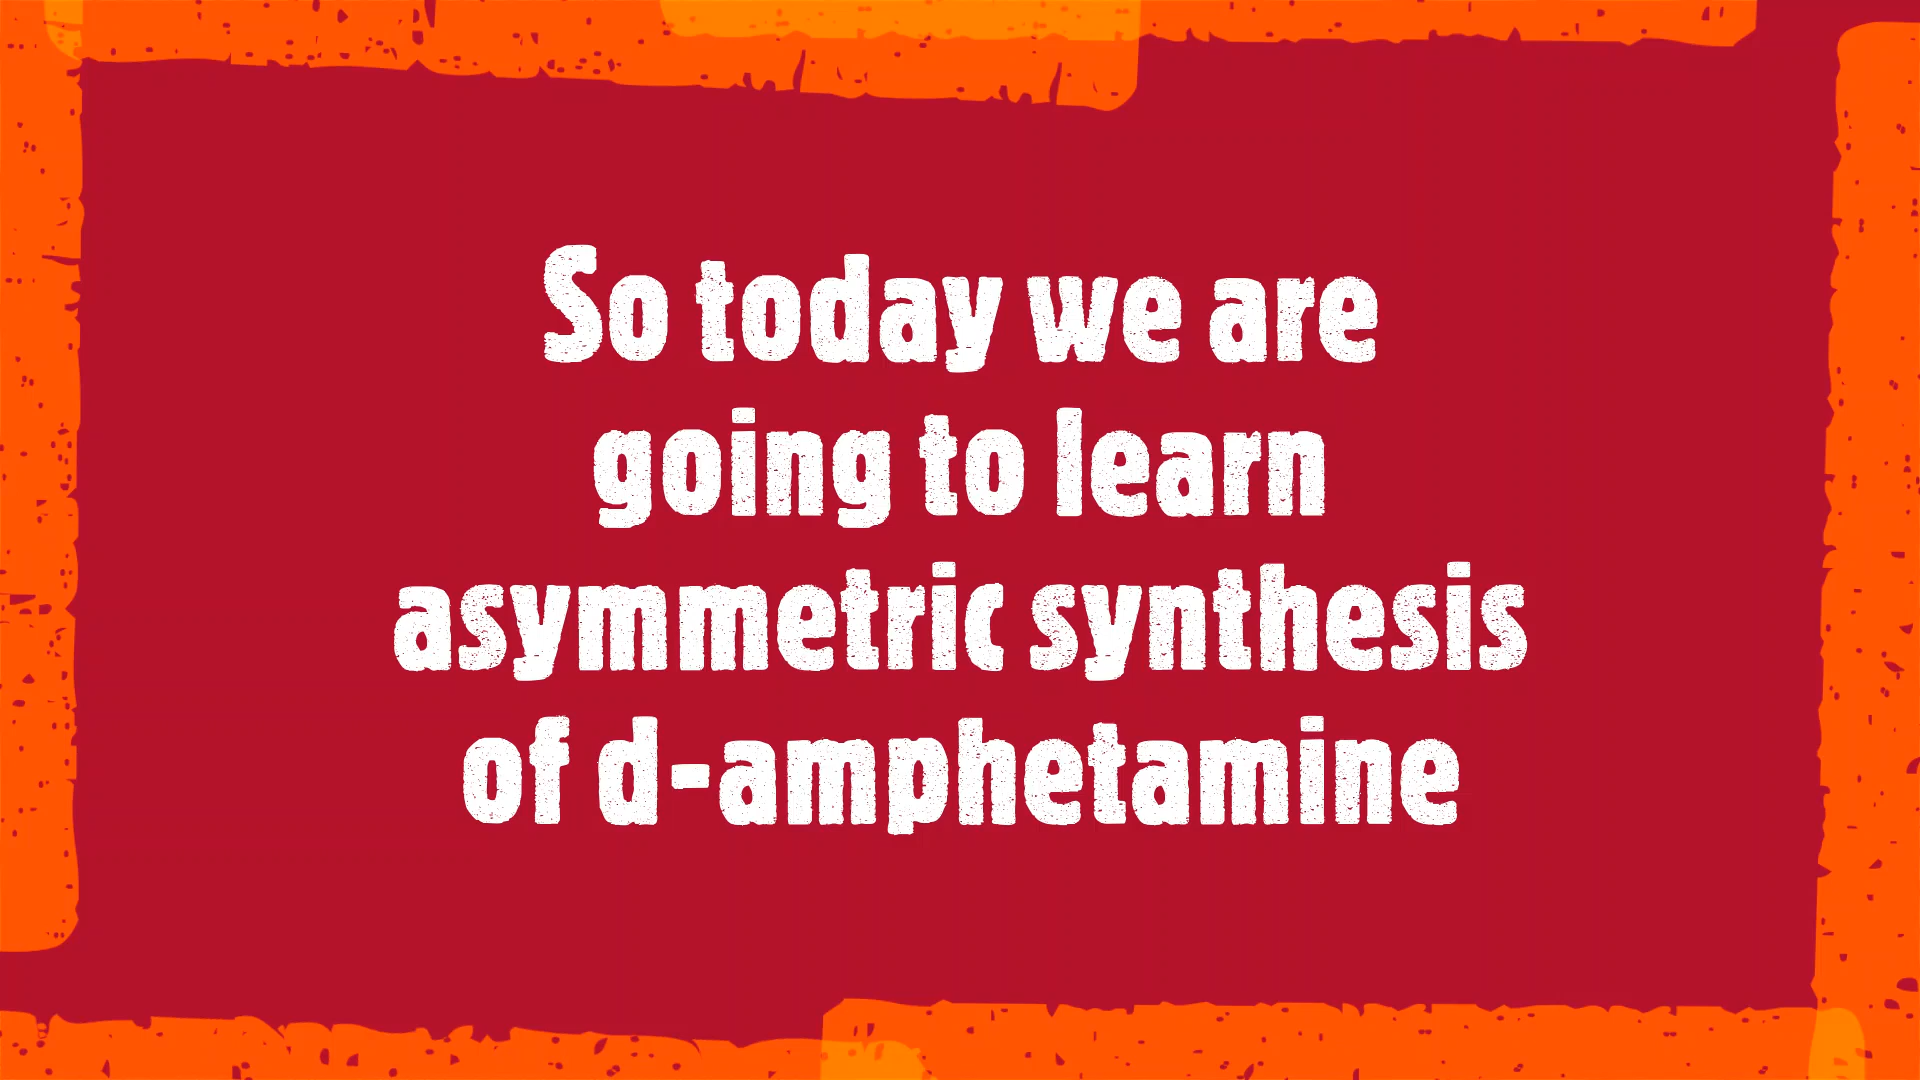 So today we are
going to learn
asymmetric synthesis
of d-amphetamine